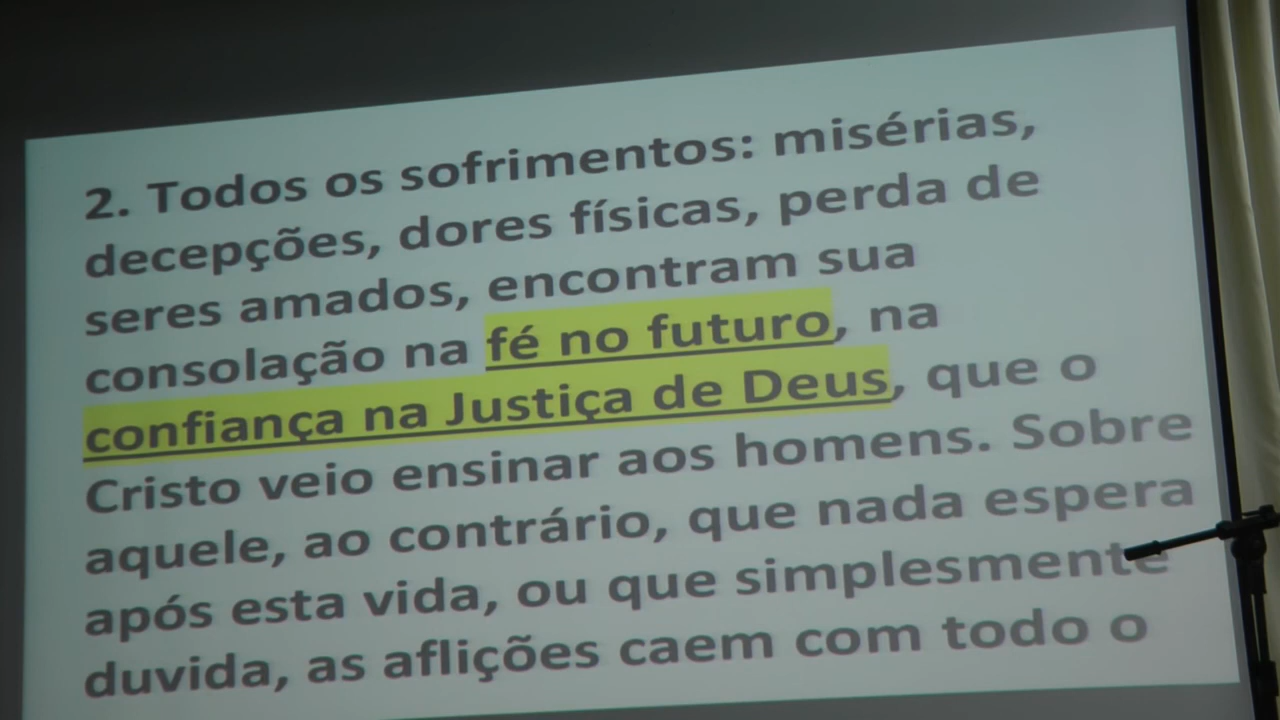 2. Todos os sofrimentos: misérias,
decepções, dores físicas, perda de
seres amados, encontram sua
consolação na fé no futuro, na
confiança na Justiça de Deus, que o
Cristo veio ensinar aos homens. Sobre
aquele, ao contrário, que nada espera
após esta vida, ou que simplesmente
duvida, as aflições caem com todo o